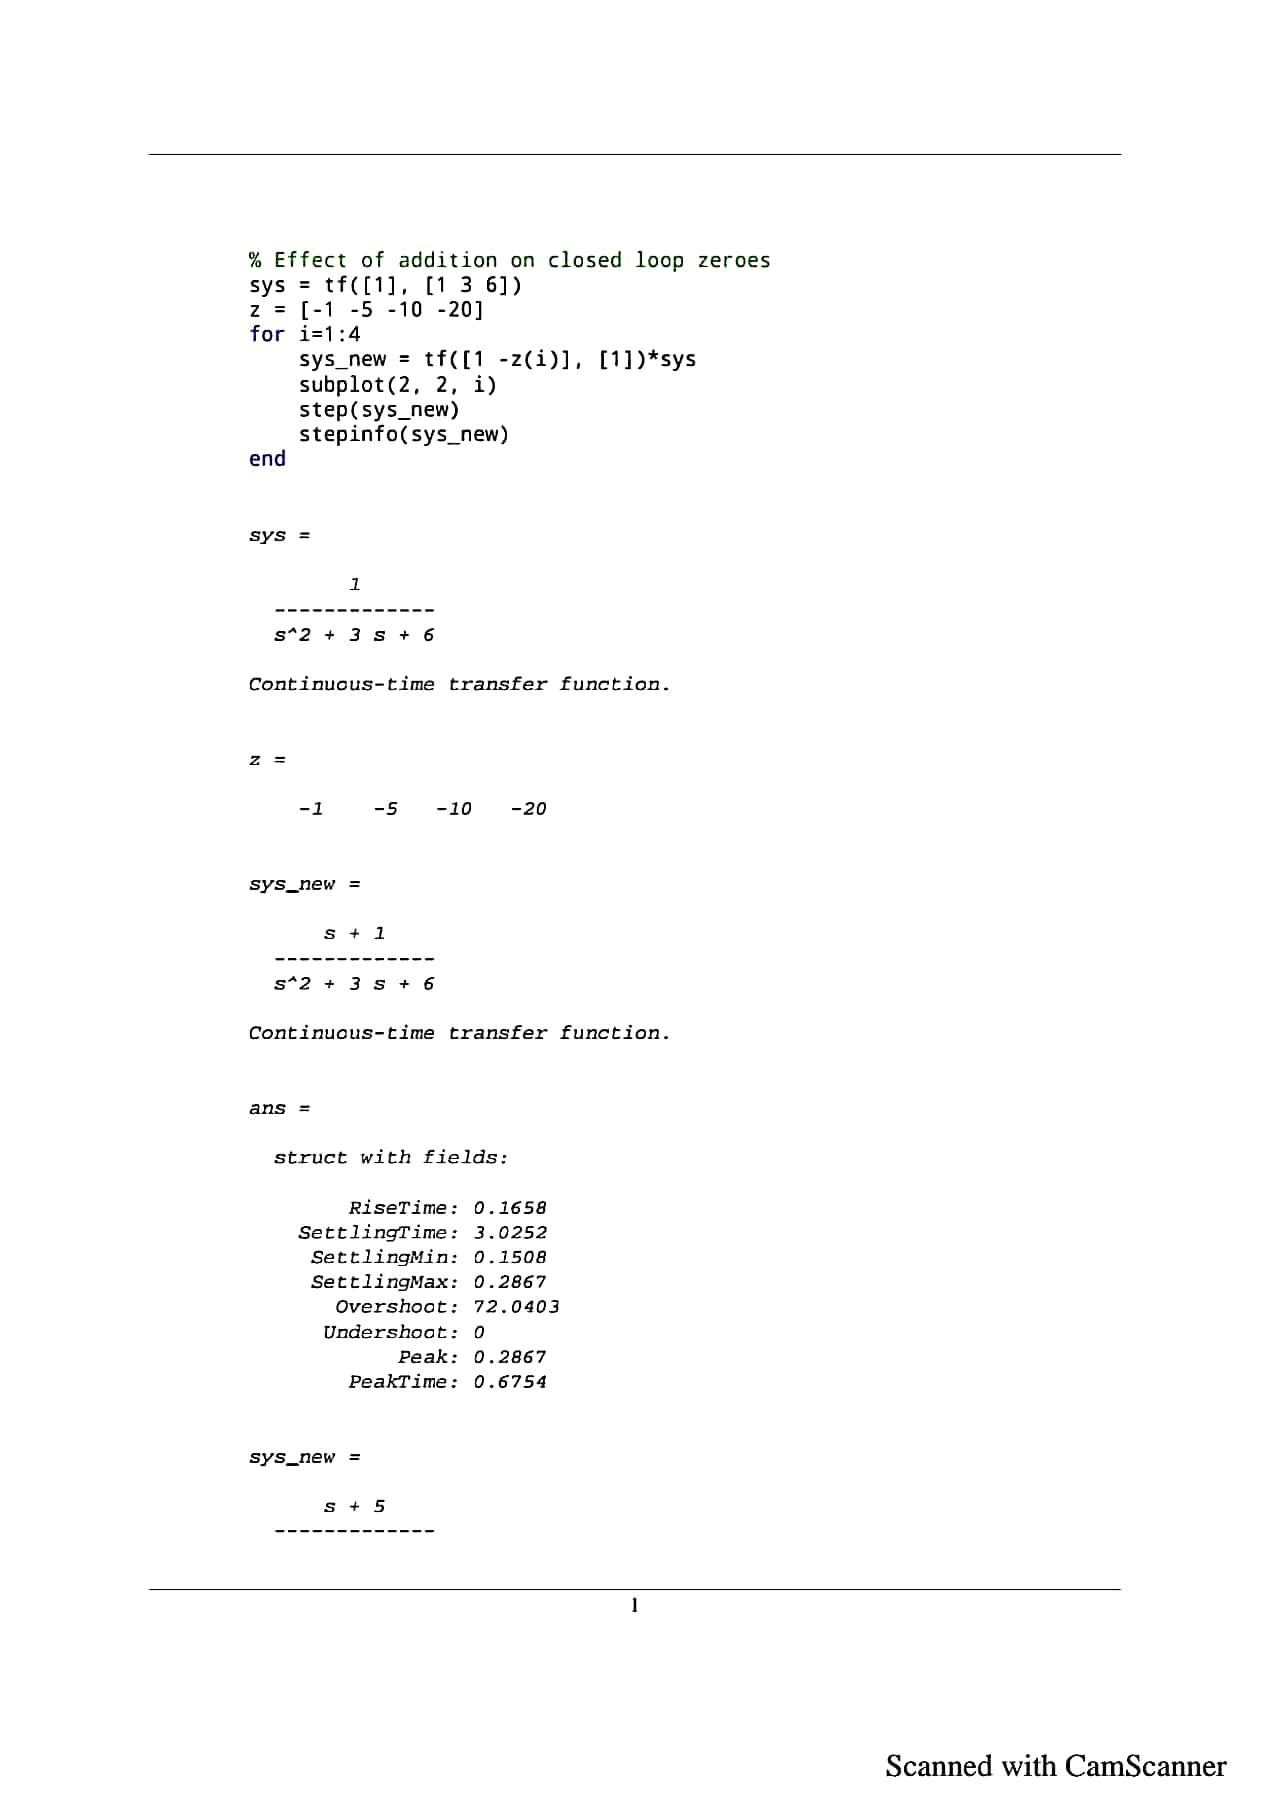 % Effect of addition on closed loop zeroes
sys = tf([1], [1 3 6])
z = [-1 -5 -10 -20]
for i=1:4
    sys_new = tf([1 -z(i)], [1])*sys
    subplot(2, 2, i)
    step(sys_new)
    stepinfo(sys_new)
end
sys =
        1
  -------------
  s^2 + 3 s + 6
Continuous-time transfer function.
z =
    -1    -5   -10   -20
sys_new =
      s + 1
  -------------
  s^2 + 3 s + 6
Continuous-time transfer function.
ans =
  struct with fields:
        RiseTime: 0.1658
    SettlingTime: 3.0252
     SettlingMin: 0.1508
     SettlingMax: 0.2867
       Overshoot: 72.0403
      Undershoot: 0
            Peak: 0.2867
        PeakTime: 0.6754
sys_new =
      s + 5
  -------------
1
Scanned with CamScanner